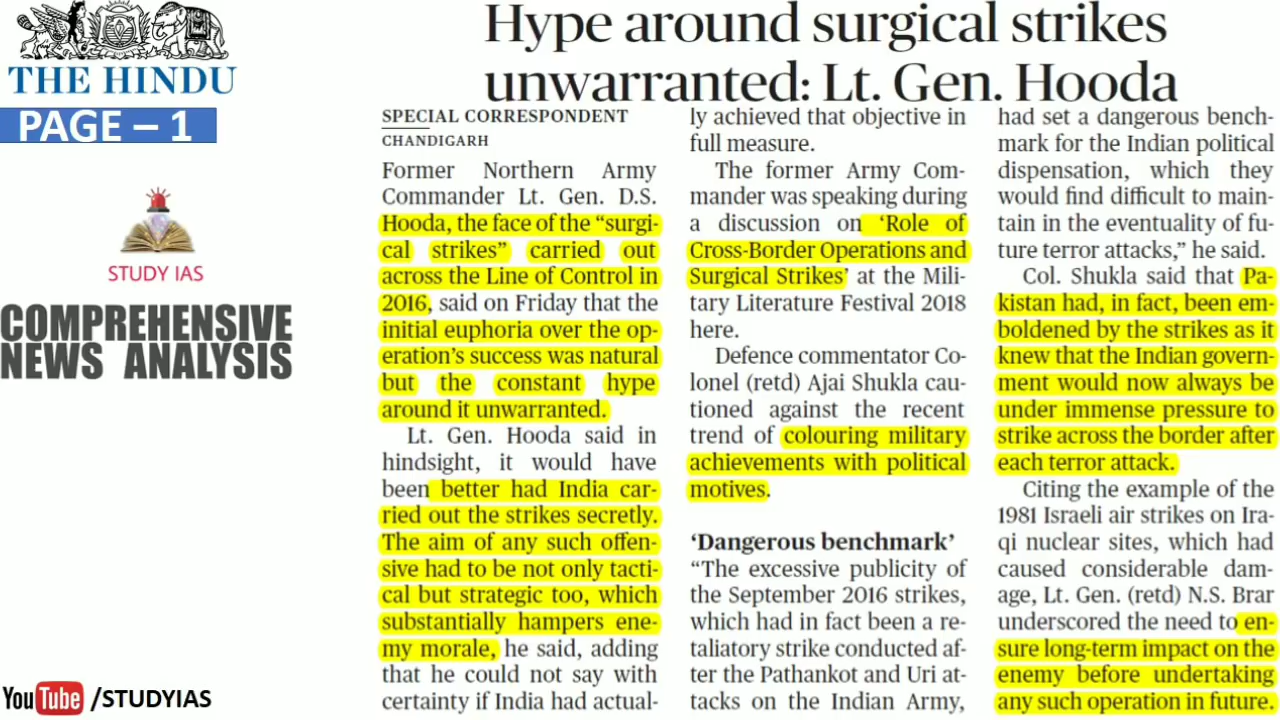 THE HINDU
PAGE – 1
STUDY IAS
COMPREHENSIVE
NEWS ANALYSIS
YouTube /STUDYIAS
Hype around surgical strikes
unwarranted: Lt. Gen. Hooda
SPECIAL CORRESPONDENT
CHANDIGARH
Former Northern Army
Commander Lt. Gen. D.S.
Hooda, the face of the “surgi-
cal strikes” carried out
across the Line of Control in
2016, said on Friday that the
initial euphoria over the op-
eration’s success was natural
but the constant hype
around it unwarranted.
Lt. Gen. Hooda said in
hindsight, it would have
been better had India car-
ried out the strikes secretly.
The aim of any such offen-
sive had to be not only tacti-
cal but strategic too, which
substantially hampers ene-
my morale, he said, adding
that he could not say with
certainty if India had actual-
ly achieved that objective in
full measure.
The former Army Com-
mander was speaking during
a discussion on ‘Role of
Cross-Border Operations and
Surgical Strikes’ at the Mili-
tary Literature Festival 2018
here.
Defence commentator Co-
lonel (retd) Ajai Shukla cau-
tioned against the recent
trend of colouring military
achievements with political
motives.
‘Dangerous benchmark’
“The excessive publicity of
the September 2016 strikes,
which had in fact been a re-
taliatory strike conducted af-
ter the Pathankot and Uri at-
tacks on the Indian Army,
had set a dangerous bench-
mark for the Indian political
dispensation, which they
would find difficult to main-
tain in the eventuality of fu-
ture terror attacks,” he said.
Col. Shukla said that Pa-
kistan had, in fact, been em-
boldened by the strikes as it
knew that the Indian govern-
ment would now always be
under immense pressure to
strike across the border after
each terror attack.
Citing the example of the
1981 Israeli air strikes on Ira-
qi nuclear sites, which had
caused considerable dam-
age, Lt. Gen. (retd) N.S. Brar
underscored the need to en-
sure long-term impact on the
enemy before undertaking
any such operation in future.